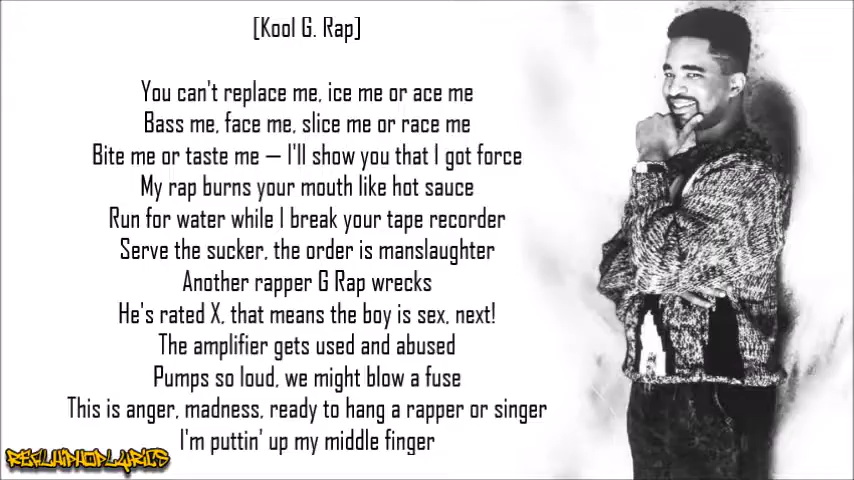 [Kool G. Rap]
You can't replace me, ice me or ace me
Bass me, face me, slice me or race me
Bite me or taste me – I'll show you that I got force
My rap burns your mouth like hot sauce
Run for water while I break your tape recorder
Serve the sucker, the order is manslaughter
Another rapper G Rap wrecks
He's rated X, that means the boy is sex, next!
The amplifier gets used and abused
Pumps so loud, we might blow a fuse
This is anger, madness, ready to hang a rapper or singer
I'm puttin' up my middle finger
REALHIPHOPLYRICS